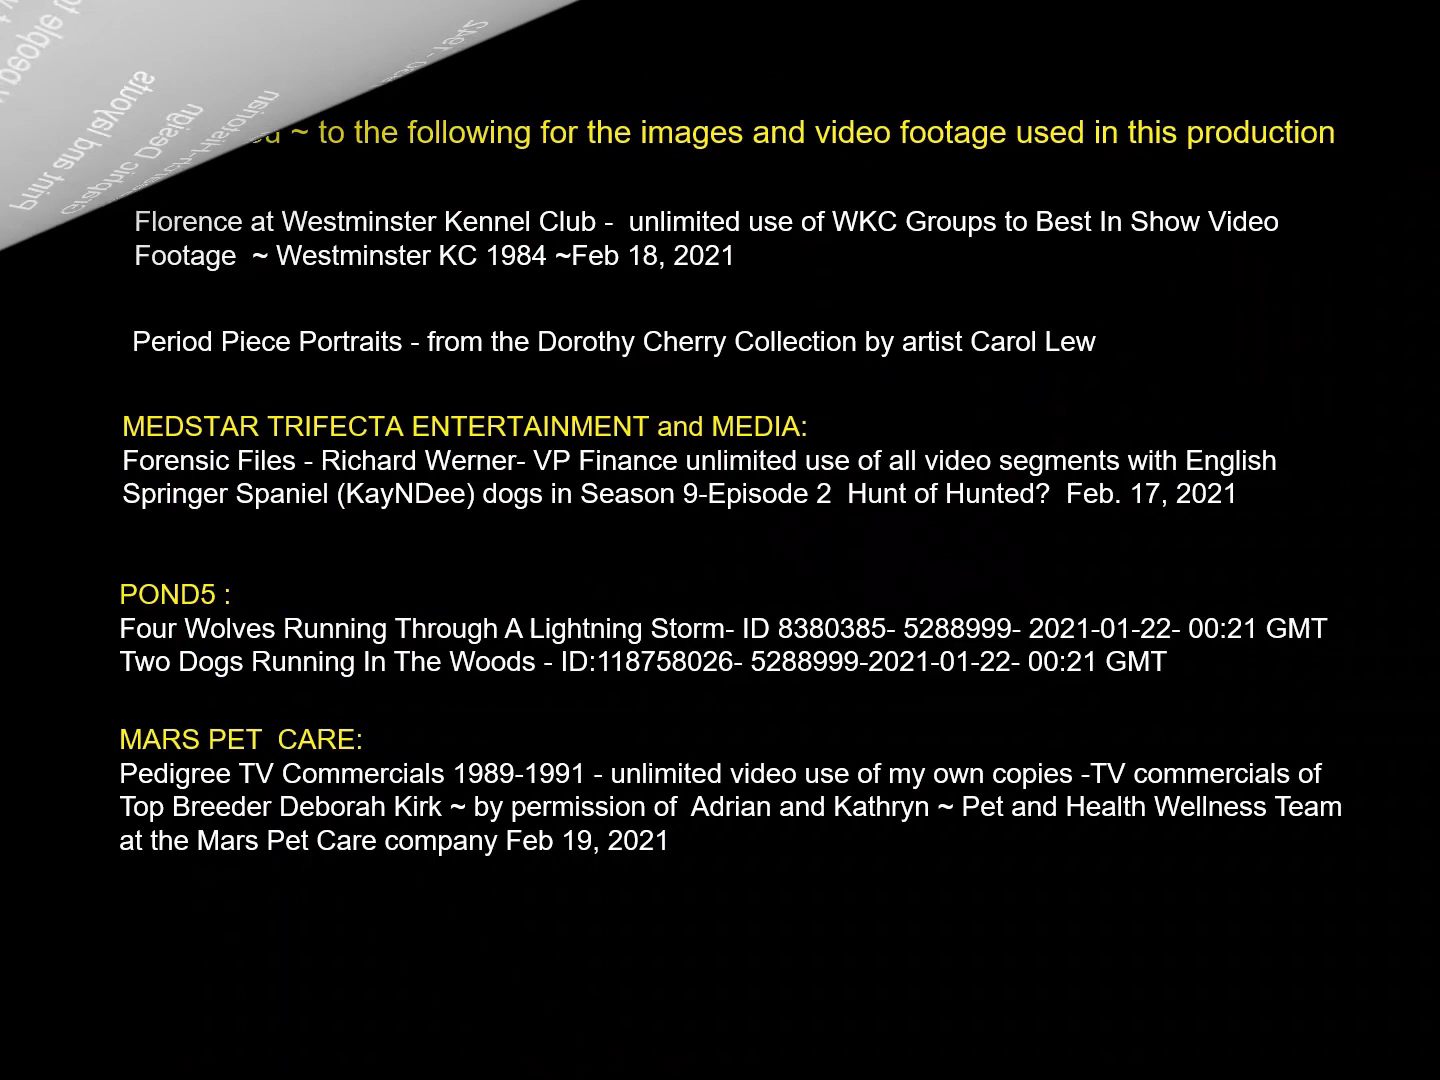 ~ to the following for the images and video footage used in this production
Florence at Westminster Kennel Club -  unlimited use of WKC Groups to Best In Show Video
Footage  ~ Westminster KC 1984 ~Feb 18, 2021
Period Piece Portraits - from the Dorothy Cherry Collection by artist Carol Lew
MEDSTAR TRIFECTA ENTERTAINMENT and MEDIA:
Forensic Files - Richard Werner- VP Finance unlimited use of all video segments with English
Springer Spaniel (KayNDee) dogs in Season 9-Episode 2  Hunt of Hunted?  Feb. 17, 2021
POND5 :
Four Wolves Running Through A Lightning Storm- ID 8380385- 5288999- 2021-01-22- 00:21 GMT
Two Dogs Running In The Woods - ID:118758026- 5288999-2021-01-22- 00:21 GMT
MARS PET  CARE:
Pedigree TV Commercials 1989-1991 - unlimited video use of my own copies -TV commercials of
Top Breeder Deborah Kirk ~ by permission of  Adrian and Kathryn ~ Pet and Health Wellness Team
at the Mars Pet Care company Feb 19, 2021
people
Print and layouts
Graphic Design
- 1942